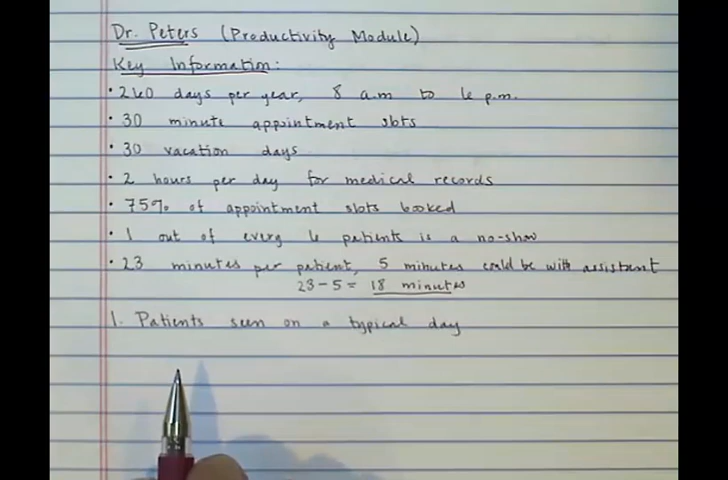 Dr. Peters (Productivity Module)
Key Information:
• 240 days per year, 8 a.m to 4 p.m.
• 30 minute appointment slots
• 30 vacation days
• 2 hours per day for medical records
• 75% of appointment slots booked
• 1 out of every 4 patients is a no-show
• 23 minutes per patient, 5 minutes could be with assistant
23 - 5 = 18 minutes
1. Patients seen on a typical day